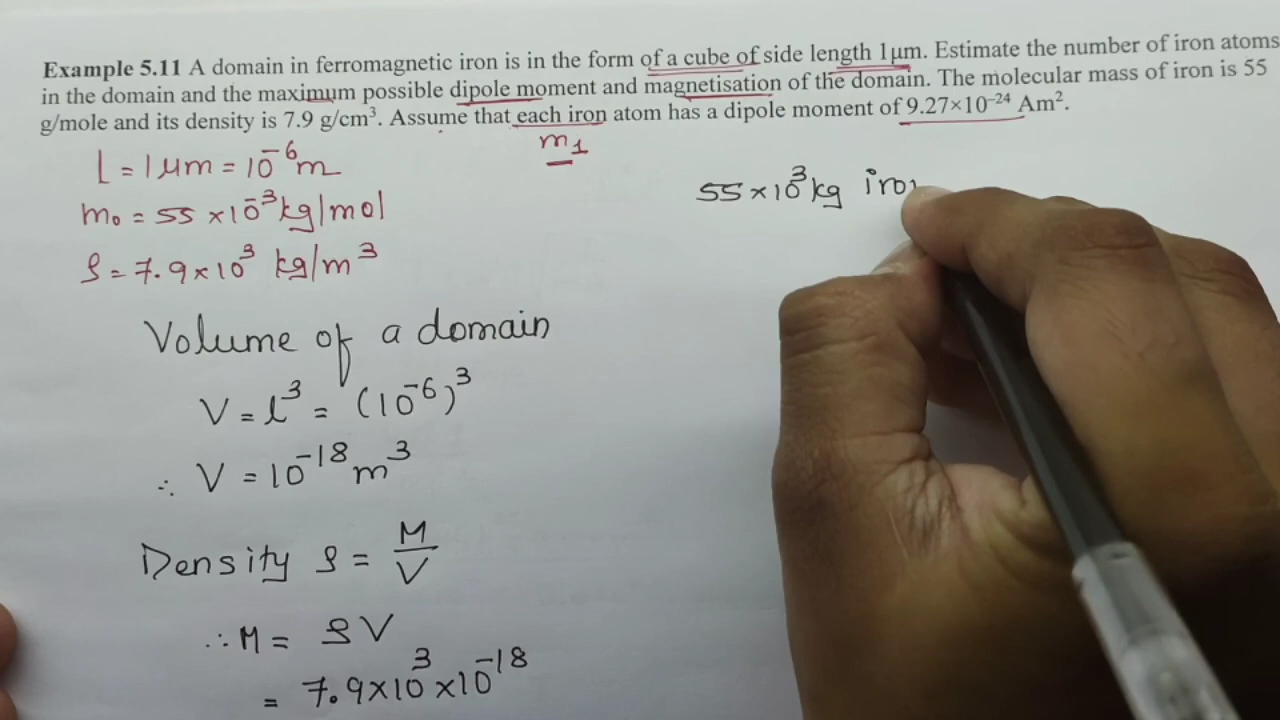 Example 5.11 A domain in ferromagnetic iron is in the form of a cube of side length 1μm. Estimate the number of iron atoms
in the domain and the maximum possible dipole moment and magnetisation of the domain. The molecular mass of iron is 55
g/mole and its density is 7.9 g/cm³. Assume that each iron atom has a dipole moment of 9.27×10⁻²⁴ Am².
m₁
l = 1 μm = 10⁻⁶ m
m₀ = 55 × 10⁻³ kg/mol
ρ = 7.9 × 10³ kg/m³
Volume of a domain
V = l³ = (10⁻⁶)³
∴ V = 10⁻¹⁸ m³
Density ρ = M/V
∴ M = ρV
= 7.9 × 10³ × 10⁻¹⁸
55 × 10³ kg iron